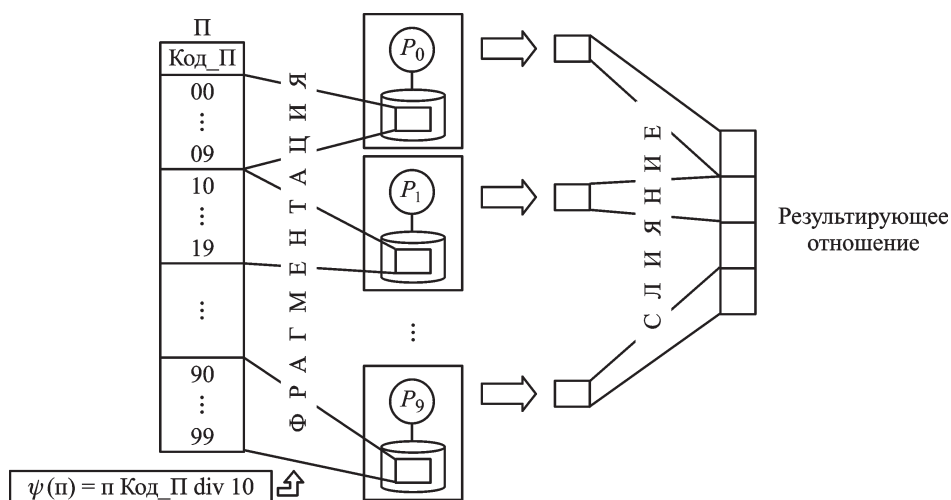 П
Код_П
00
⋮
09
10
⋮
19
⋮
90
⋮
99
ФРАГМЕНТАЦИЯ
P0
P1
⋮
P9
СЛИЯНИЕ
Результирующее
отношение
ψ(п) = п Код_П div 10